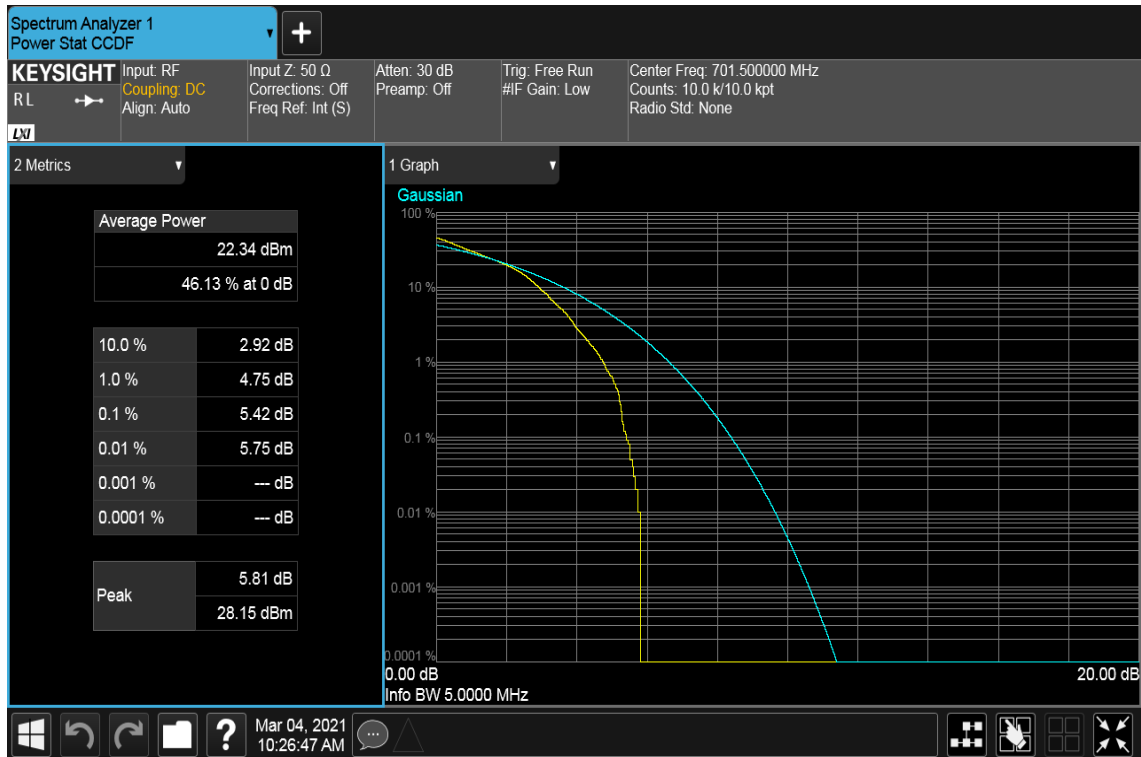 Spectrum Analyzer 1
Power Stat CCDF
+
KEYSIGHT
R L
LXI
Input: RF
Coupling: DC
Align: Auto
Input Z: 50 Ω
Corrections: Off
Freq Ref: Int (S)
Atten: 30 dB
Preamp: Off
Trig: Free Run
#IF Gain: Low
Center Freq: 701.500000 MHz
Counts: 10.0 k/10.0 kpt
Radio Std: None
2 Metrics
Average Power
22.34 dBm
46.13 % at 0 dB
10.0 % 2.92 dB
1.0 % 4.75 dB
0.1 % 5.42 dB
0.01 % 5.75 dB
0.001 % --- dB
0.0001 % --- dB
Peak
5.81 dB
28.15 dBm
1 Graph
Gaussian
100 %
10 %
1 %
0.1 %
0.01 %
0.001 %
0.0001 %
0.00 dB
20.00 dB
Info BW 5.0000 MHz
?
Mar 04, 2021
10:26:47 AM